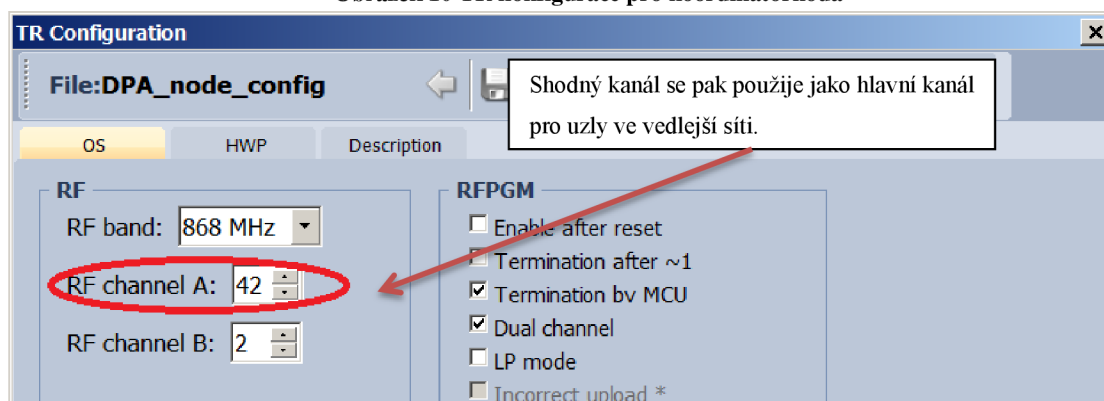 TR Configuration
File:DPA_node_config
Shodný kanál se pak použije jako hlavní kanál
pro uzly ve vedlejší síti.
OS HWP Description
RF
RF band: 868 MHz
RF channel A: 42
RF channel B: 2
RFPGM
Enable after reset
Termination after ~1
Termination by MCU
Dual channel
LP mode
Incorrect upload *